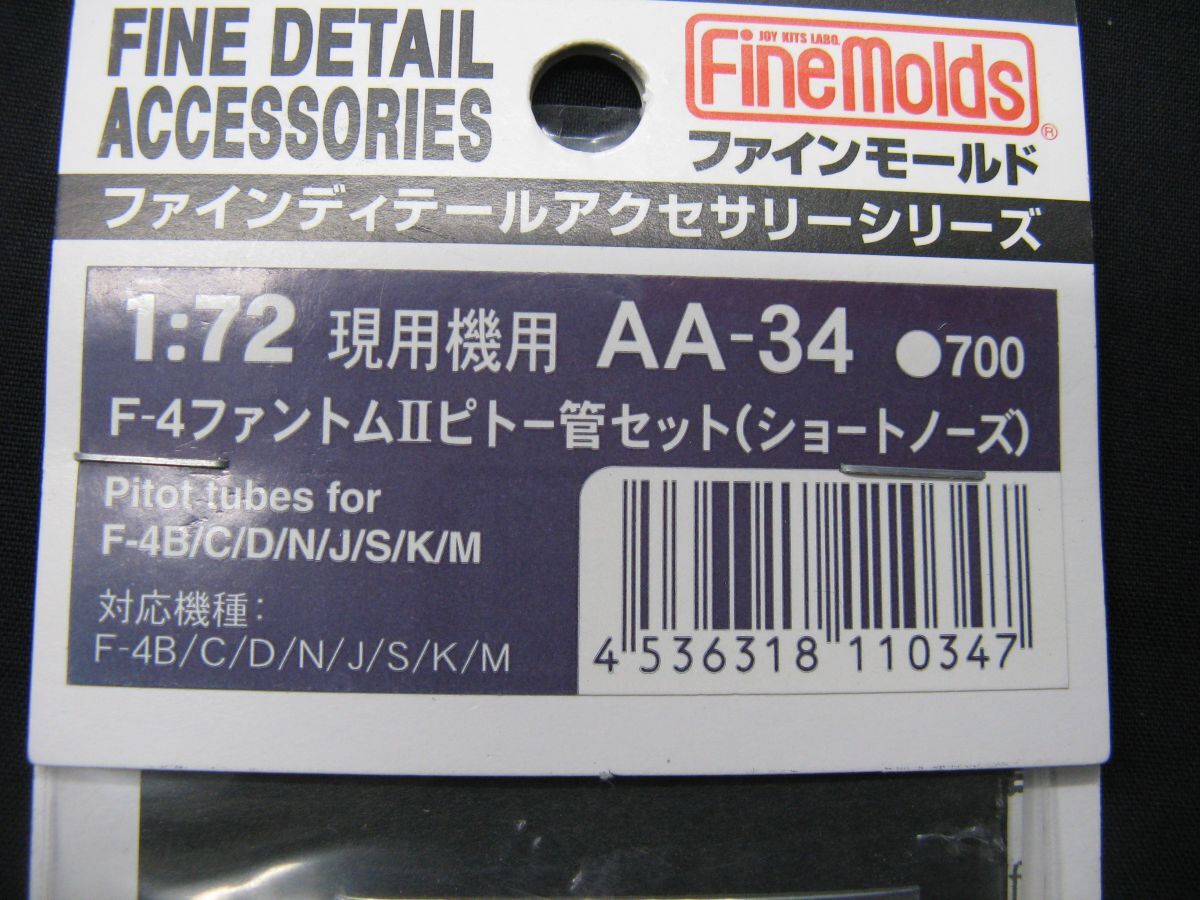 FINE DETAIL
ACCESSORIES
JOY KITS LABO.
FineMolds
®
ファインモールド
ファインディテールアクセサリーシリーズ
1:72 現用機用 AA-34 ●700
F-4ファントムⅡピトー管セット(ショートノーズ)
Pitot tubes for
F-4B/C/D/N/J/S/K/M
対応機種:
F-4B/C/D/N/J/S/K/M
4 536318 110347